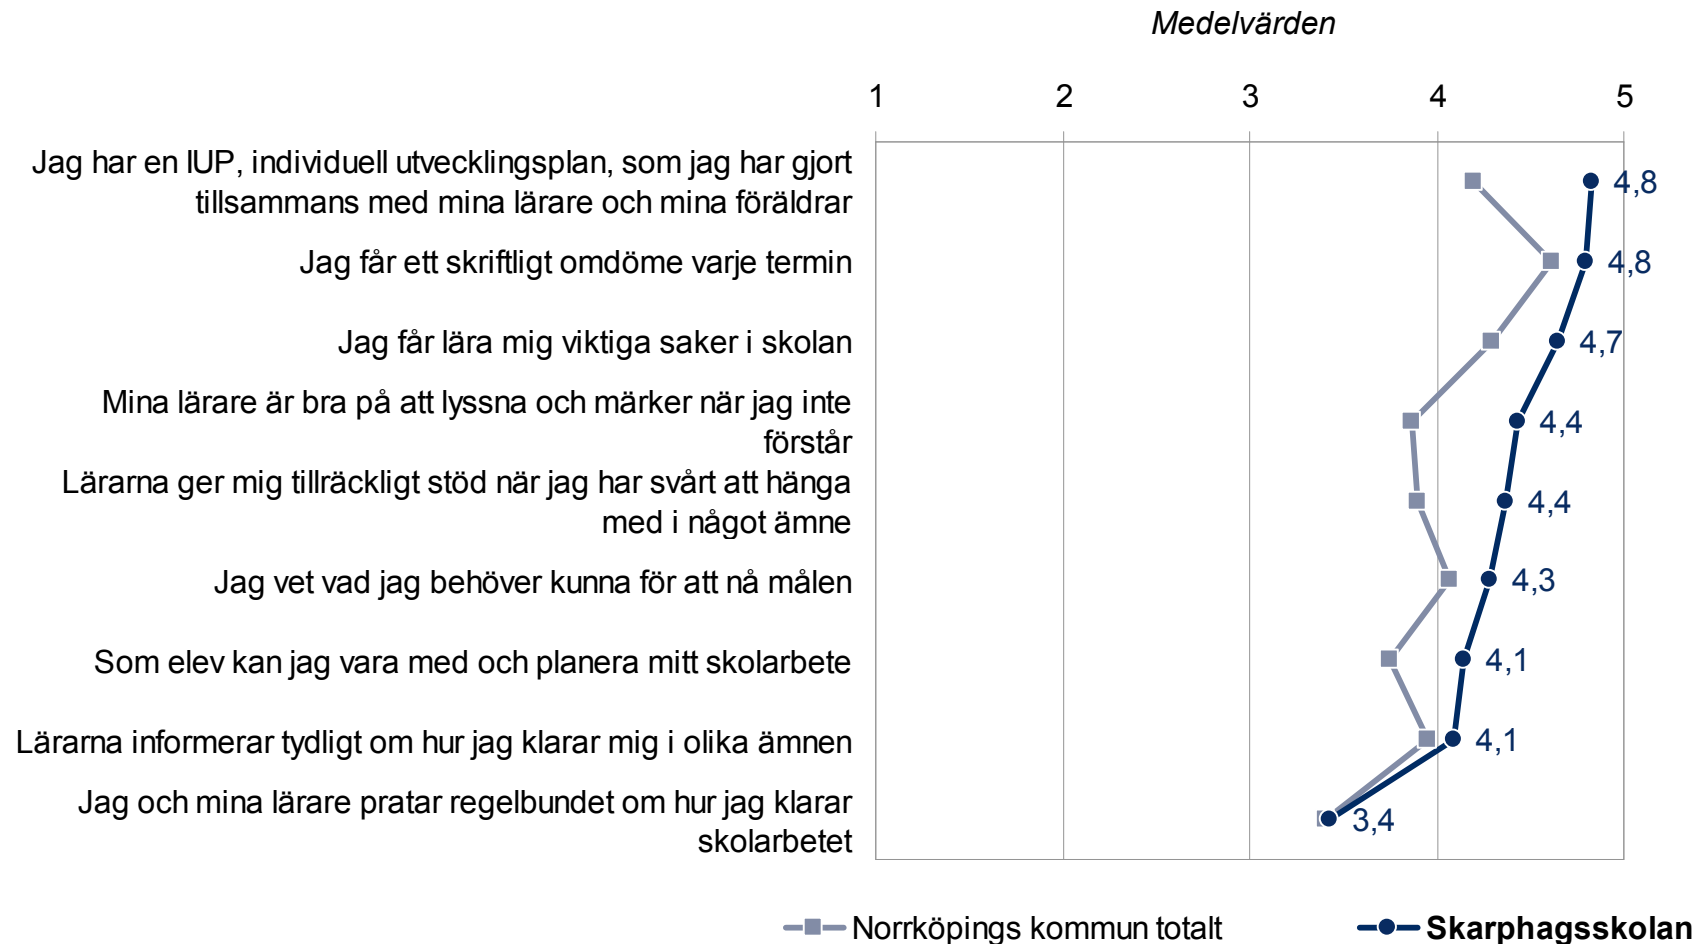 Medelvärden
1 2 3 4 5
Jag har en IUP, individuell utvecklingsplan, som jag har gjort
tillsammans med mina lärare och mina föräldrar
4,8
Jag får ett skriftligt omdöme varje termin
4,8
Jag får lära mig viktiga saker i skolan
4,7
Mina lärare är bra på att lyssna och märker när jag inte
förstår
4,4
Lärarna ger mig tillräckligt stöd när jag har svårt att hänga
med i något ämne
4,4
Jag vet vad jag behöver kunna för att nå målen
4,3
Som elev kan jag vara med och planera mitt skolarbete
4,1
Lärarna informerar tydligt om hur jag klarar mig i olika ämnen
4,1
Jag och mina lärare pratar regelbundet om hur jag klarar
skolarbetet
3,4
Norrköpings kommun totalt
Skarphagsskolan